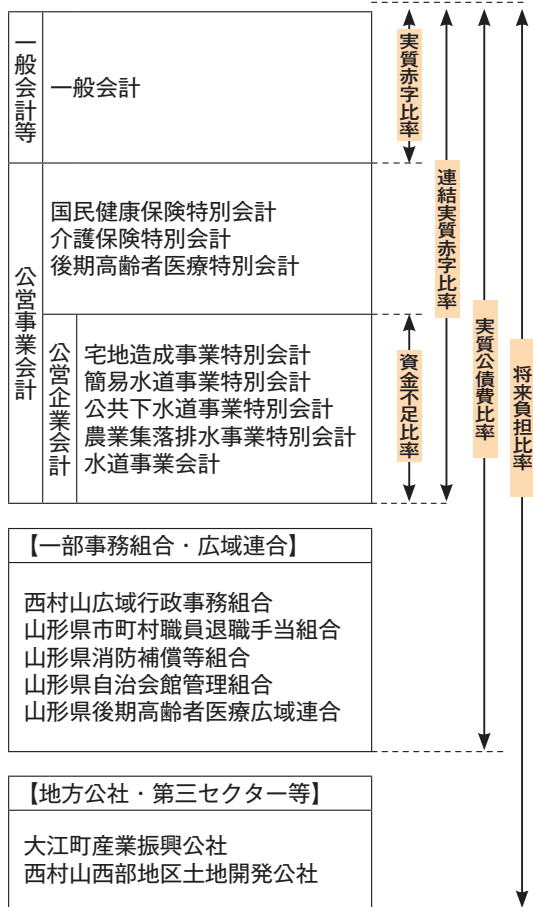 一般会計等
一般会計
公営事業会計
国民健康保険特別会計
介護保険特別会計
後期高齢者医療特別会計
公営企業会計
宅地造成事業特別会計
簡易水道事業特別会計
公共下水道事業特別会計
農業集落排水事業特別会計
水道事業会計
【一部事務組合・広域連合】
西村山広域行政事務組合
山形県市町村職員退職手当組合
山形県消防補償等組合
山形県自治会館管理組合
山形県後期高齢者医療広域連合
【地方公社・第三セクター等】
大江町産業振興公社
西村山西部地区土地開発公社
実質赤字比率
資金不足比率
連結実質赤字比率
実質公債費比率
将来負担比率